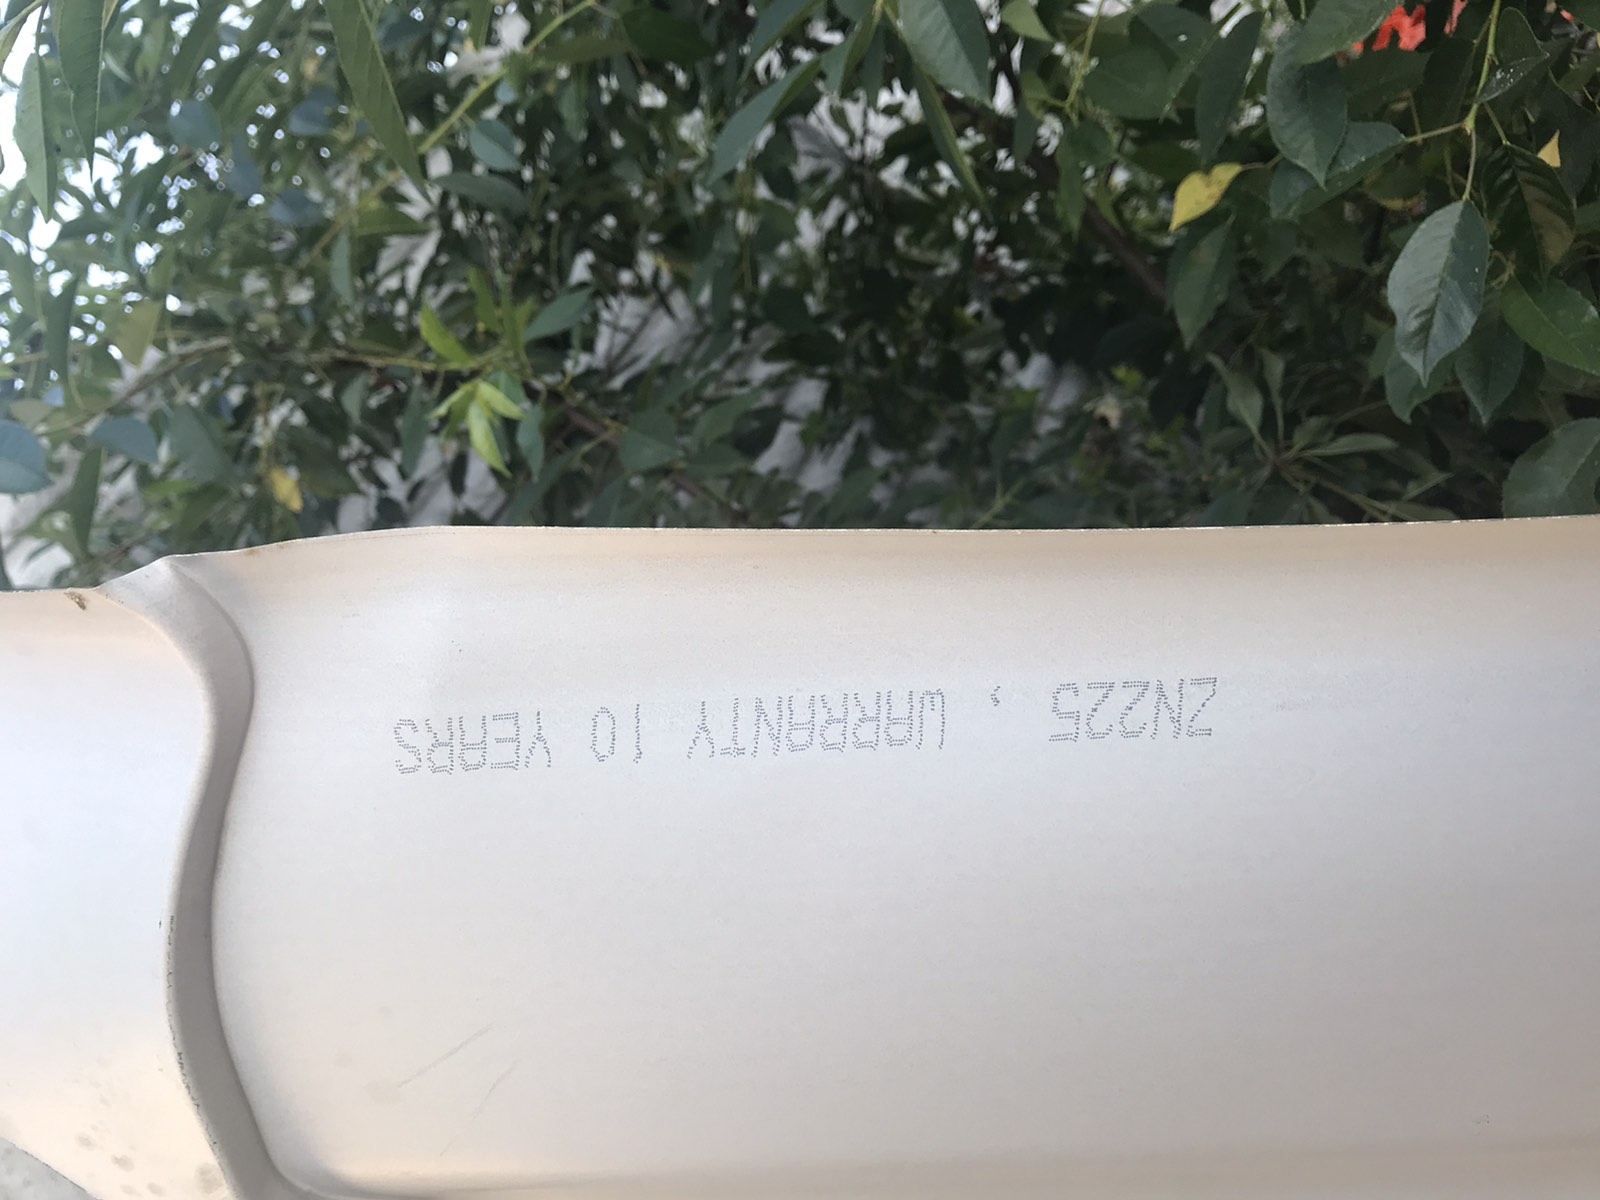 ZN225 , WARRANTY 10 YEARS